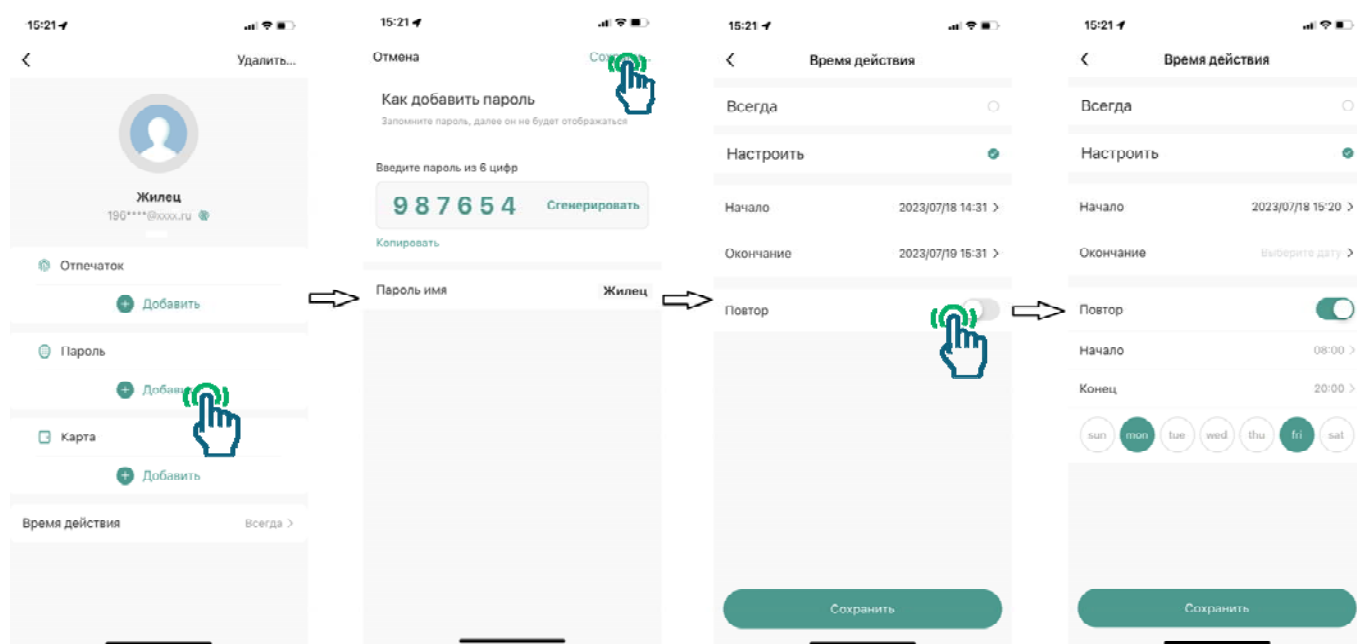 15:21
Удалить...
Жилец
196****@xxxx.ru
Отпечаток
Добавить
Пароль
Карта
Добавить
Время действия
Всегда >
15:21
Отмена
Как добавить пароль
Запомните пароль, далее он не будет отображаться
Введите пароль из 6 цифр
987654 Сгенерировать
Копировать
Пароль имя Жилец
15:21
Время действия
Всегда
Настроить
Начало 2023/07/18 14:31 >
Окончание 2023/07/19 15:31 >
Повтор
Сохранить
15:21
Время действия
Всегда
Настроить
Начало 2023/07/18 15:20 >
Окончание Выберите дату >
Повтор
Начало 08:00 >
Конец 20:00 >
sun mon tue wed thu fri sat
Сохранить